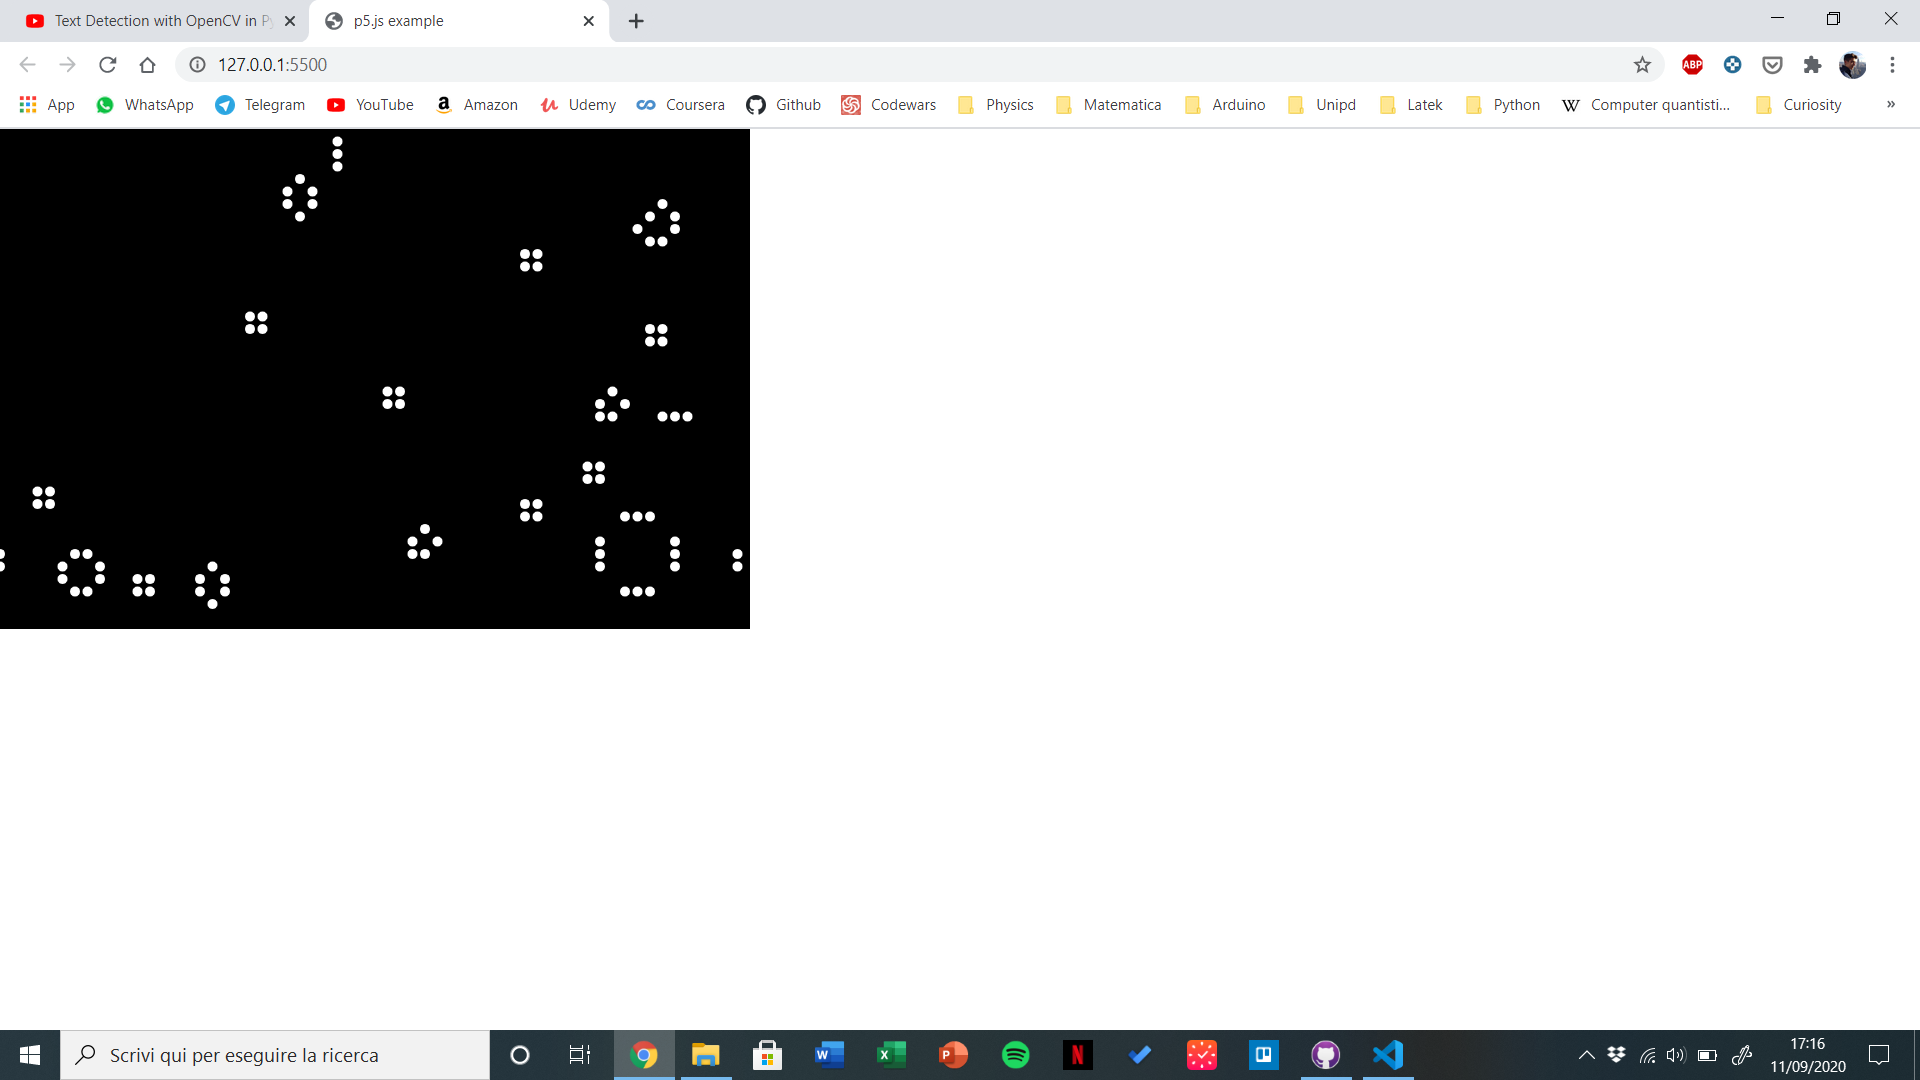 Text Detection with OpenCV in P
p5.js example
127.0.0.1:5500
ABP
App WhatsApp Telegram YouTube Amazon Udemy Coursera Github Codewars Physics Matematica Arduino Unipd Latek Python W Computer quantisti... Curiosity »
Scrivi qui per eseguire la ricerca
17:16
11/09/2020